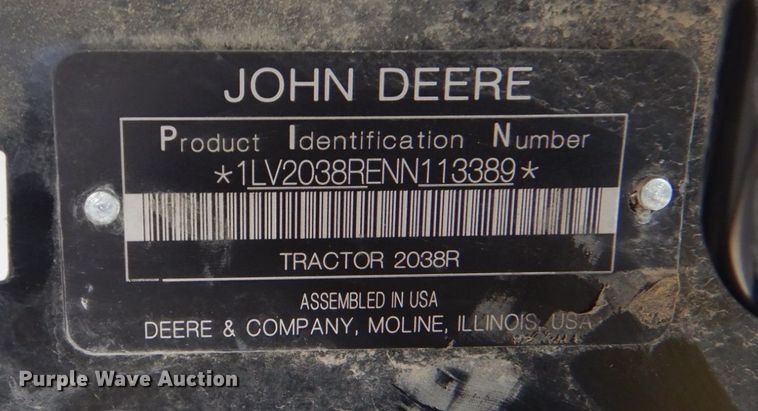 JOHN DEERE
Product Identification Number
*1LV2038RENN113389*
TRACTOR 2038R
ASSEMBLED IN USA
DEERE & COMPANY, MOLINE, ILLINOIS, USA
Purple Wave Auction